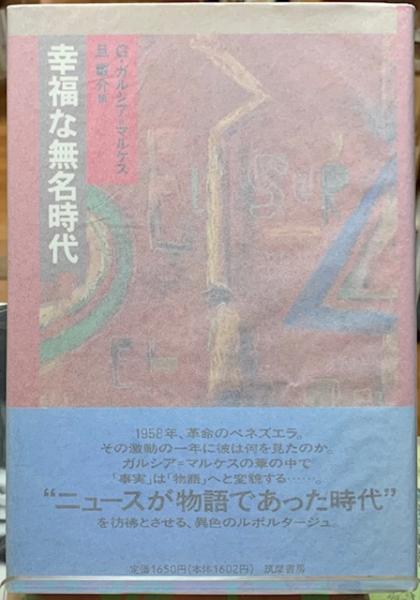 幸福な無名時代
G・ガルシア=マルケス
旦 敬介 訳
1958年、革命のベネズエラ。
その激動の一年に彼は何を見たのか。
ガルシア=マルケスの筆の中で
「事実」は「物語」へと変貌する……。
“ニュースが物語であった時代”
を彷彿とさせる、異色のルポルタージュ
定価1650円(本体1602円) 筑摩書房